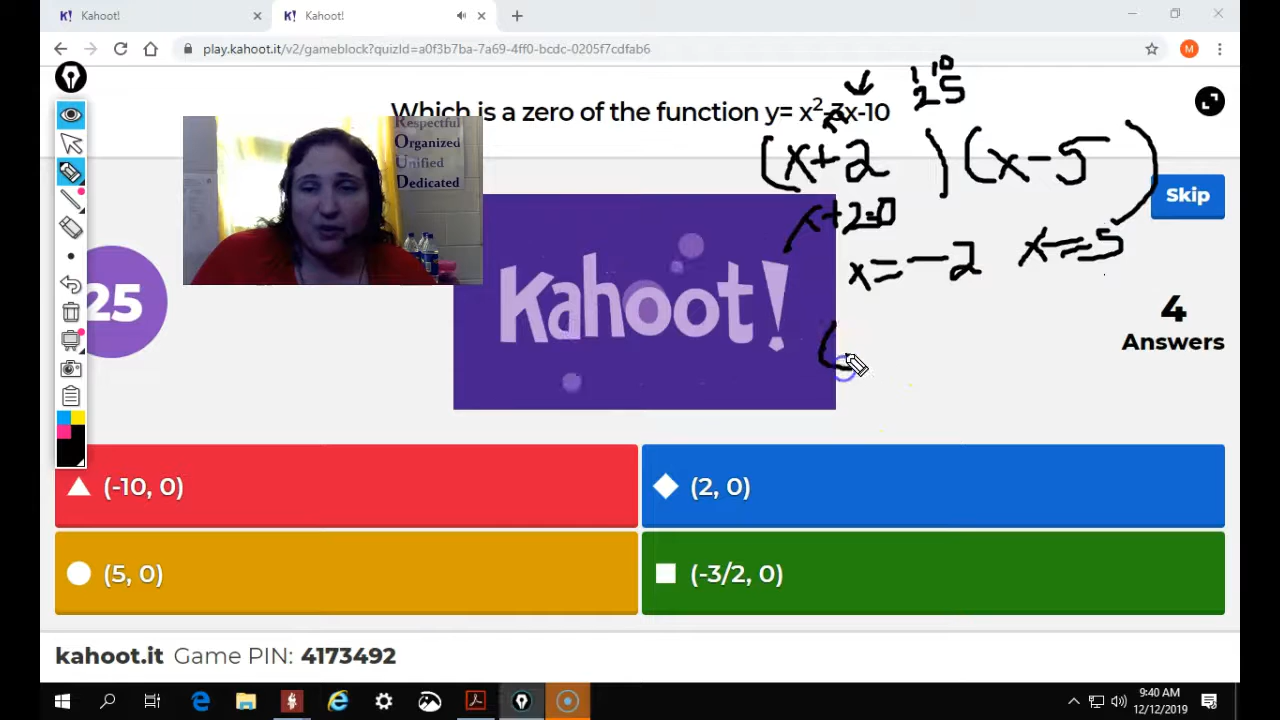 Kahoot!
Kahoot!
play.kahoot.it/v2/gameblock?quizId=a0f3b7ba-7a69-4ff0-bcdc-0205f7cdfab6
M
Which is a zero of the function y= x²-3x-10
1 10
2 5
(x+2 ) (x-5 )
x+2=0
x=-2 x=5
Respectful
Organized
Unified
Dedicated
Skip
25
Kahoot!
4
Answers
(-10, 0)
(2, 0)
(5, 0)
(-3/2, 0)
kahoot.it Game PIN: 4173492
9:40 AM
12/12/2019